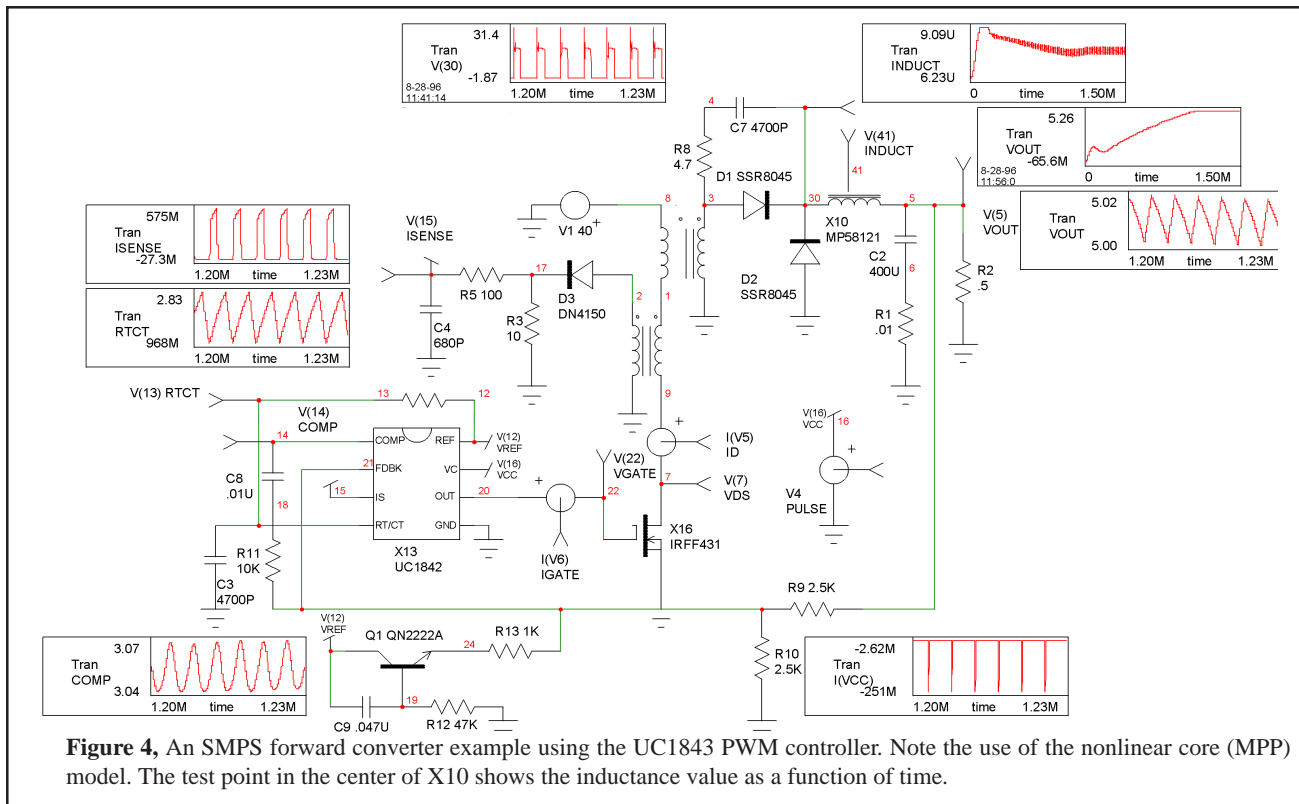 31.4
Tran
V(30)
-1.87
8-28-96
11:41:14
1.20M time 1.23M
9.09U
Tran
INDUCT
6.23U
0 time 1.50M
5.26
Tran
VOUT
-65.6M
8-28-96
11:56:0
0 time 1.50M
5.02
Tran
VOUT
5.00
1.20M time 1.23M
575M
Tran
ISENSE
-27.3M
1.20M time 1.23M
2.83
Tran
RTCT
968M
1.20M time 1.23M
4
C7 4700P
R8
4.7
V(41)
INDUCT
41
D1 SSR8045
8
3
30
5
V1 40
+
X10
MP58121
V(5)
VOUT
C2
400U
6
D2
SSR8045
R1
.01
R2
.5
V(15)
ISENSE
17
R5 100
D3
DN4150
2
1
C4
680P
R3
10
9
V(13) RTCT
13
12
V(14)
COMP
14
COMP
REF
V(12)
VREF
21
FDBK
VC
V(16)
VCC
15
IS
OUT
20
RT/CT
GND
C8
.01U
18
X13
UC1842
R11
10K
C3
4700P
+
I(V6)
IGATE
V(22)
VGATE
22
+
I(V5)
ID
7
V(7)
VDS
X16
IRFF431
V(16)
VCC
16
+
V4
PULSE
R9 2.5K
R10
2.5K
V(12)
VREF
Q1 QN2222A
24
R13 1K
19
C9 .047U
R12 47K
3.07
Tran
COMP
3.04
1.20M time 1.23M
-2.62M
Tran
I(VCC)
-251M
1.20M time 1.23M
Figure 4, An SMPS forward converter example using the UC1843 PWM controller. Note the use of the nonlinear core (MPP)
model. The test point in the center of X10 shows the inductance value as a function of time.